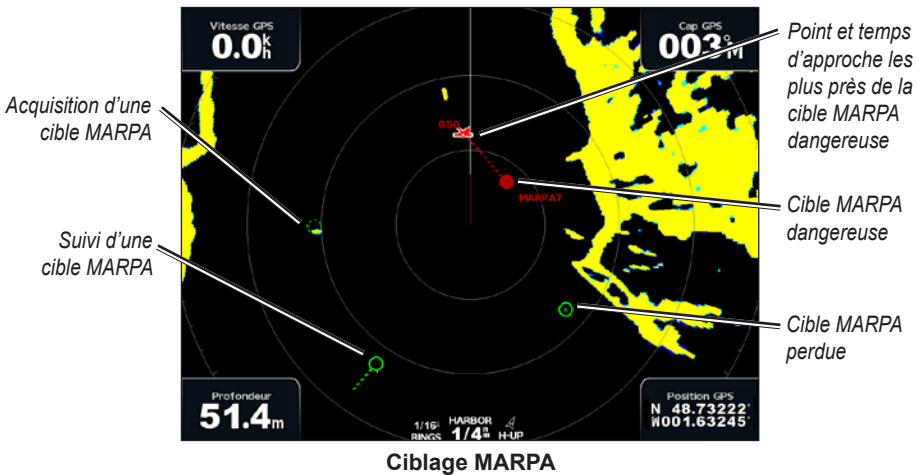 Vitesse GPS
0.0 k/h
Cap GPS
003°M
Point et temps
d'approche les
plus près de la
cible MARPA
dangereuse
Acquisition d'une
cible MARPA
MARPA7
Cible MARPA
dangereuse
Suivi d'une
cible MARPA
Cible MARPA
perdue
Profondeur
51.4m
1/16
RINGS
HARBOR
1/4
H-UP
Position GPS
N 48.73222°
W001.63245°
Ciblage MARPA